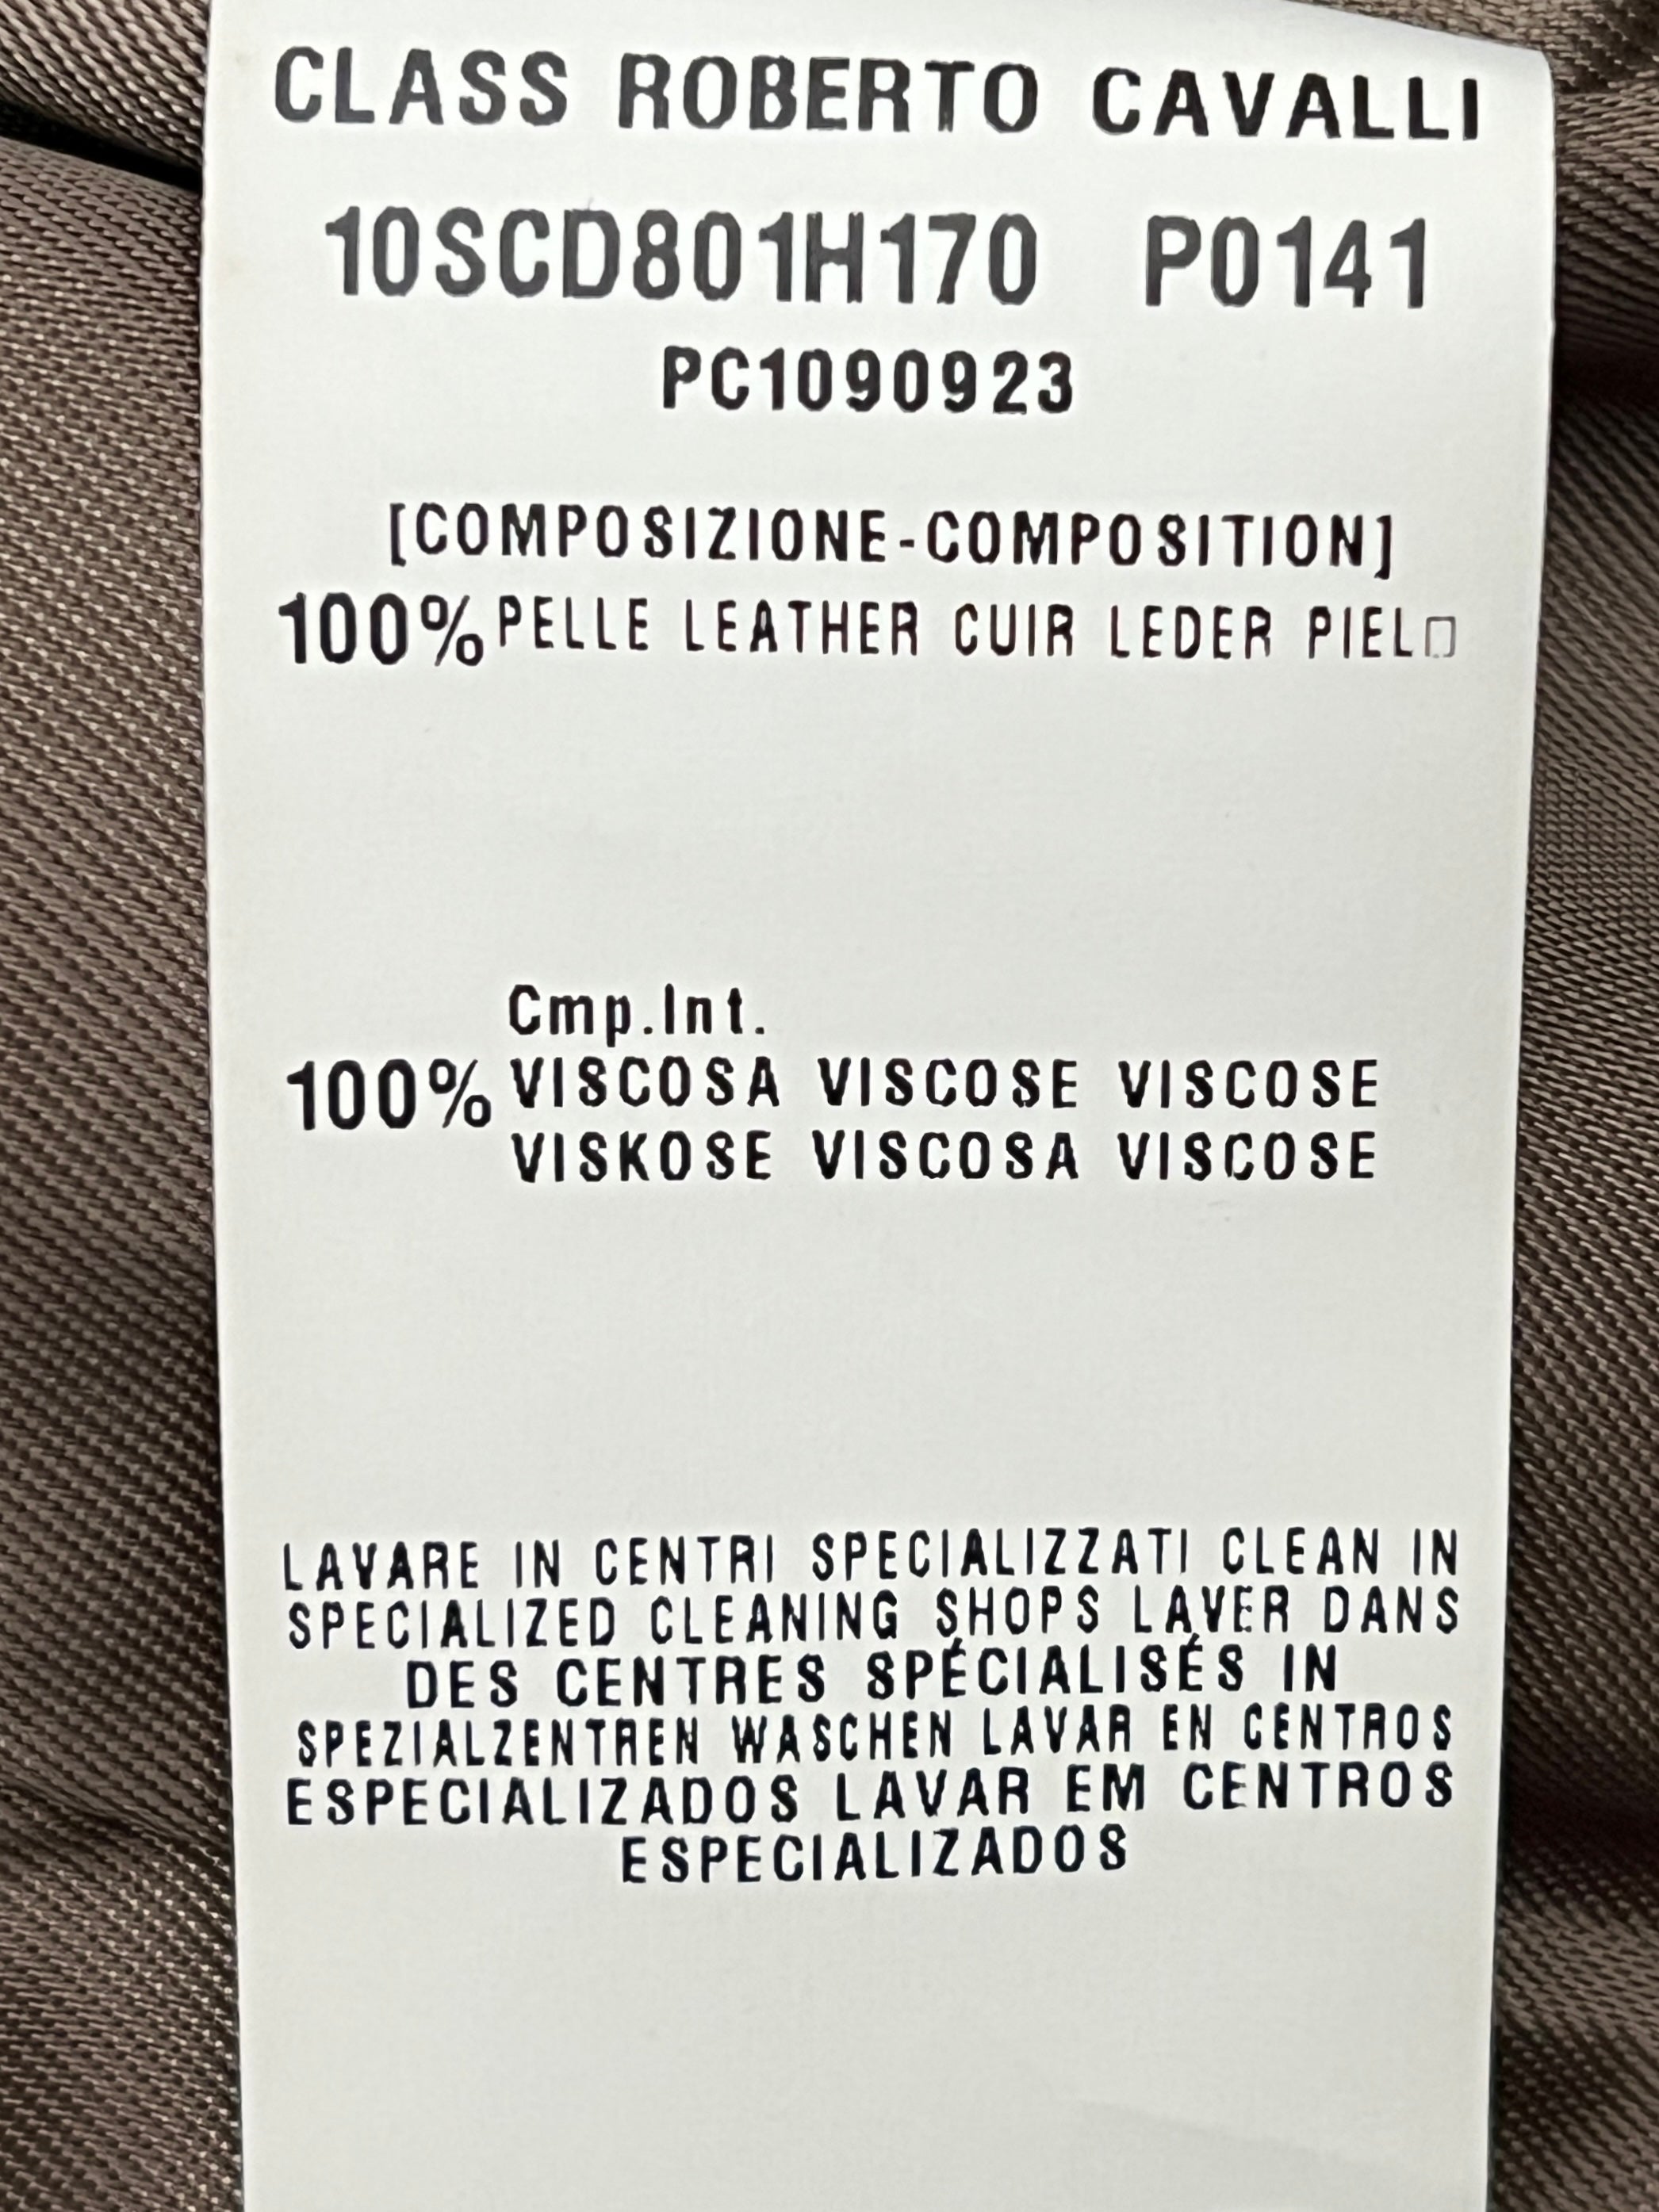 CLASS ROBERTO CAVALLI
10SCD801H170 P0141
PC1090923
[COMPOSIZIONE-COMPOSITION]
100% PELLE LEATHER CUIR LEDER PIEL□
Cmp.Int.
100% VISCOSA VISCOSE VISCOSE
VISKOSE VISCOSA VISCOSE
LAVARE IN CENTRI SPECIALIZZATI CLEAN IN
SPECIALIZED CLEANING SHOPS LAVER DANS
DES CENTRES SPÉCIALISÉS IN
SPEZIALZENTREN WASCHEN LAVAR EN CENTROS
ESPECIALIZADOS LAVAR EM CENTROS
ESPECIALIZADOS